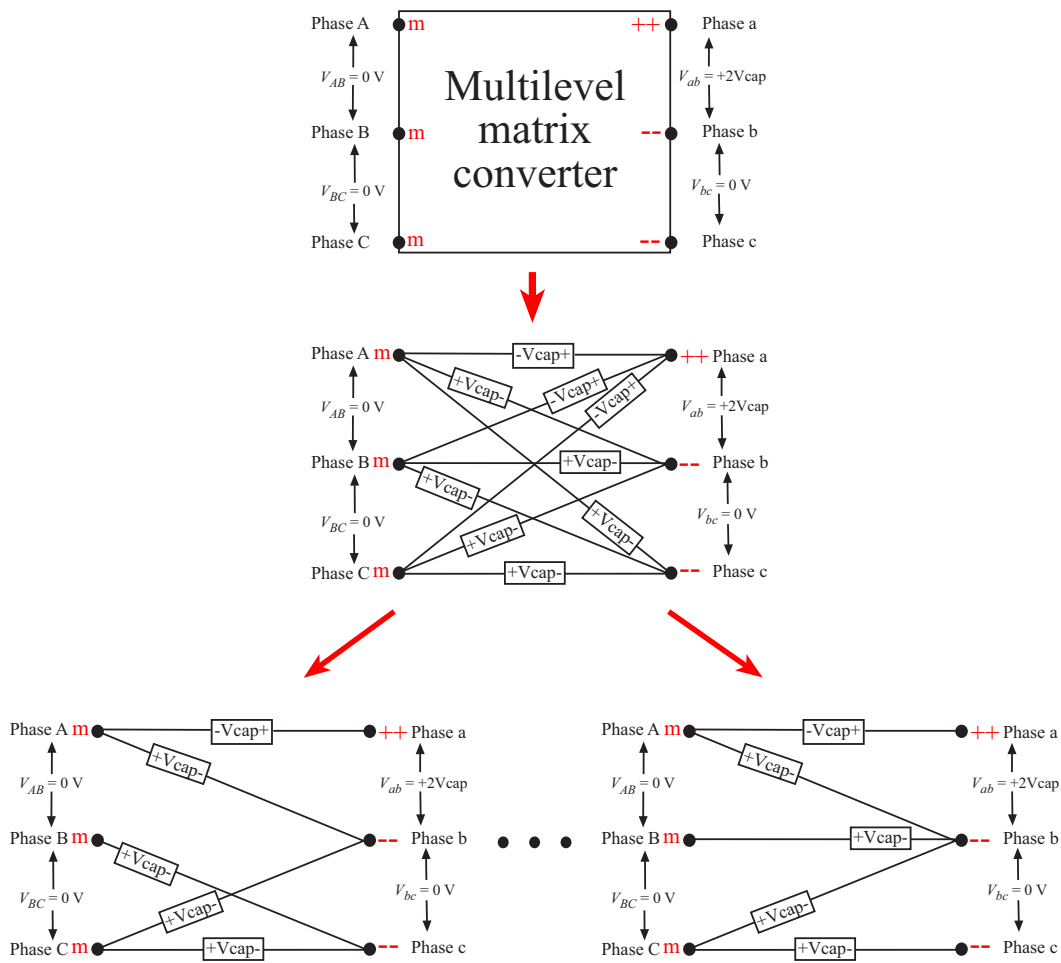 Phase A m ++ Phase a
V_AB = 0 V V_ab = +2Vcap
Multilevel
matrix
converter
Phase B m -- Phase b
V_BC = 0 V V_bc = 0 V
Phase C m -- Phase c
Phase A m -Vcap+ ++ Phase a
+Vcap- -Vcap+ -Vcap+
V_AB = 0 V V_ab = +2Vcap
Phase B m +Vcap- -- Phase b
+Vcap-
V_BC = 0 V +Vcap- +Vcap- V_bc = 0 V
Phase C m +Vcap- -- Phase c
Phase A m -Vcap+ ++ Phase a
+Vcap-
V_AB = 0 V V_ab = +2Vcap
Phase B m -- Phase b
+Vcap-
V_BC = 0 V +Vcap- V_bc = 0 V
Phase C m +Vcap- -- Phase c
Phase A m -Vcap+ ++ Phase a
+Vcap-
V_AB = 0 V V_ab = +2Vcap
Phase B m +Vcap- -- Phase b
V_BC = 0 V +Vcap- V_bc = 0 V
Phase C m +Vcap- -- Phase c